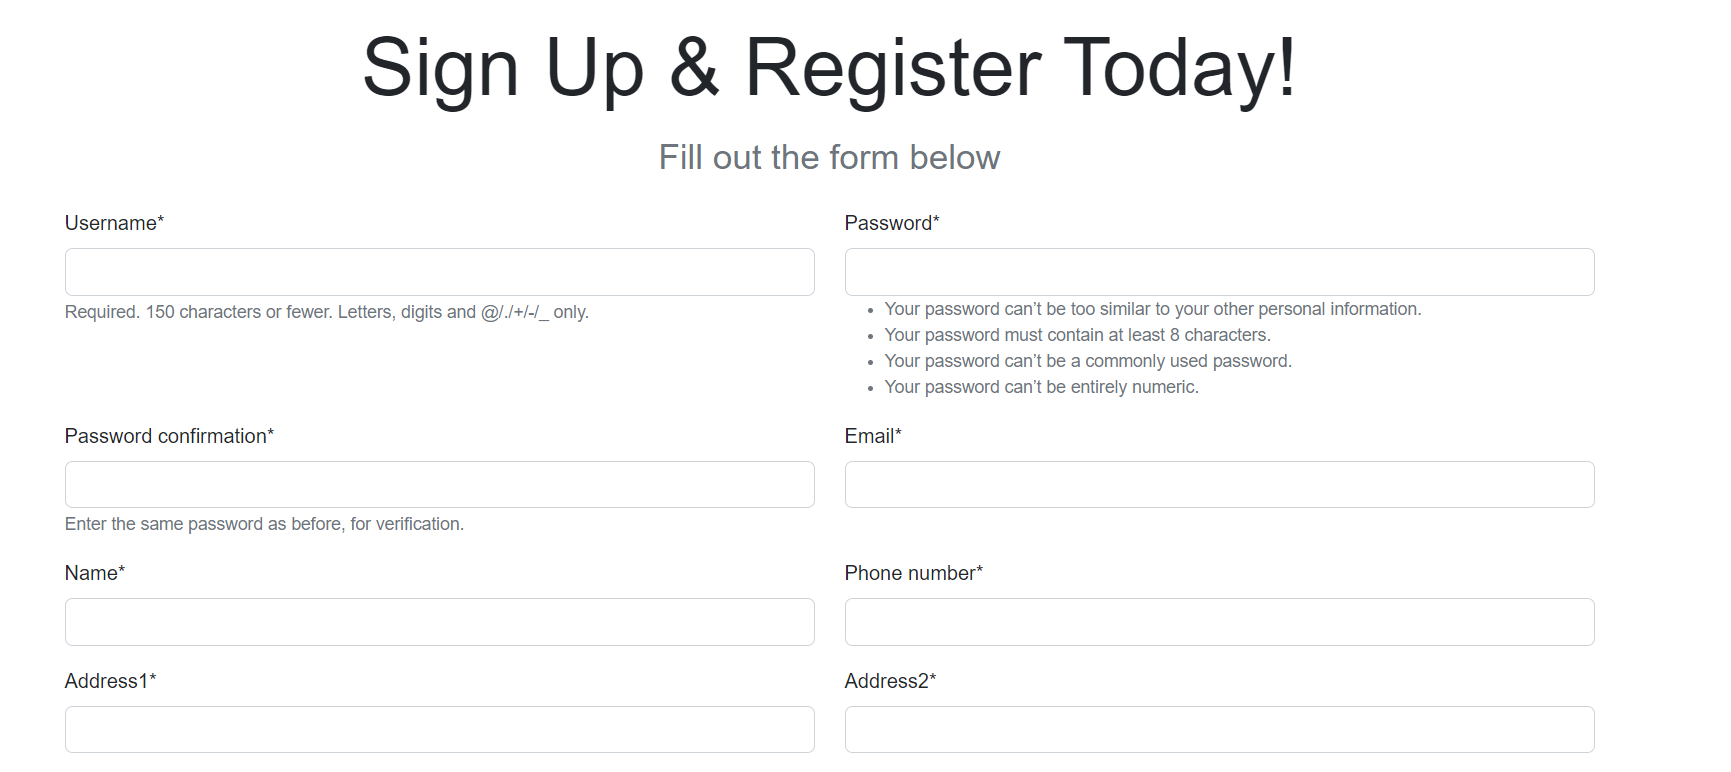 Sign Up & Register Today!
Fill out the form below
Username*
Required. 150 characters or fewer. Letters, digits and @/./+/-/_ only.
Password*
Your password can’t be too similar to your other personal information.
Your password must contain at least 8 characters.
Your password can’t be a commonly used password.
Your password can’t be entirely numeric.
Password confirmation*
Enter the same password as before, for verification.
Email*
Name*
Phone number*
Address1*
Address2*